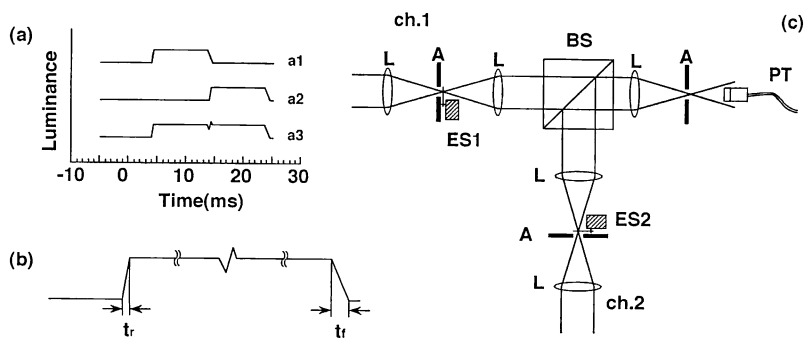 (a)
Luminance
a1
a2
a3
-10 0 10 20 30
Time(ms)
(b)
tr
tf
ch.1
(c)
L
A
L
BS
L
A
PT
ES1
L
ES2
A
L
ch.2